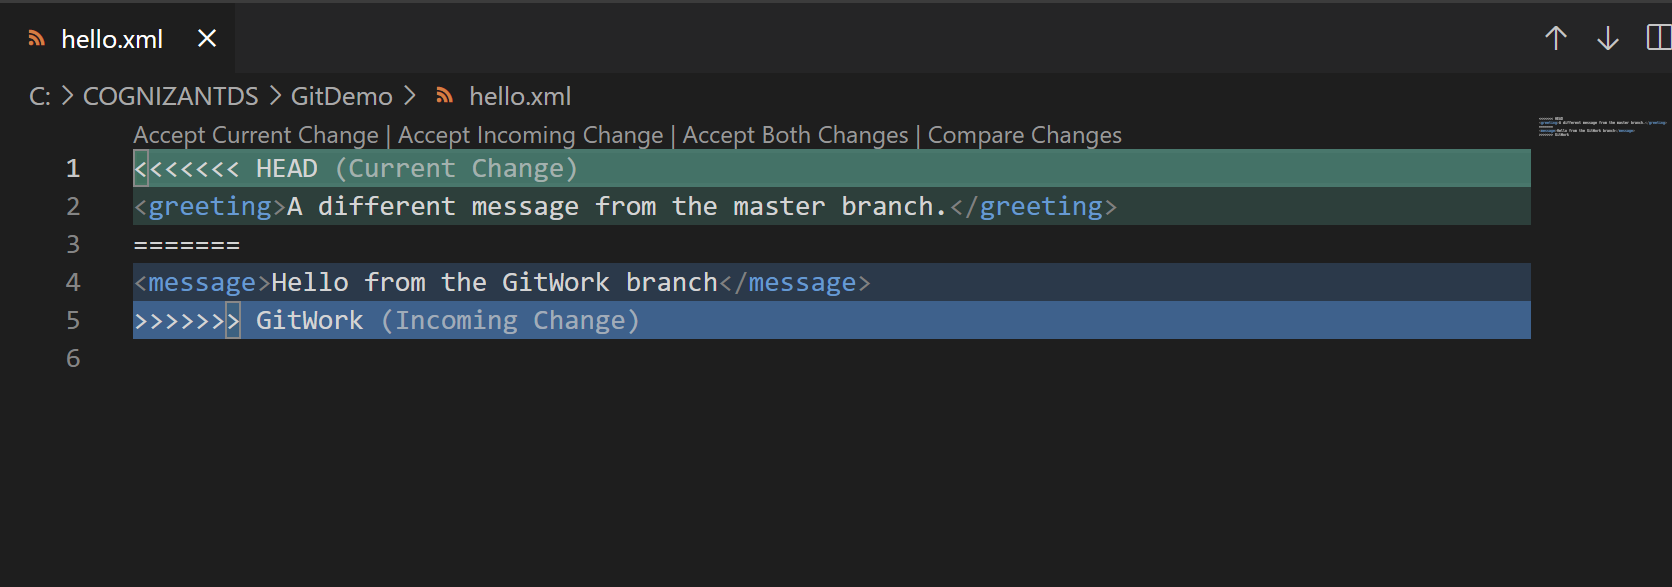 hello.xml
C: > COGNIZANTDS > GitDemo > hello.xml
Accept Current Change | Accept Incoming Change | Accept Both Changes | Compare Changes
1 <<<<<<< HEAD (Current Change)
2 <greeting>A different message from the master branch.</greeting>
3 =======
4 <message>Hello from the GitWork branch</message>
5 >>>>>>> GitWork (Incoming Change)
6